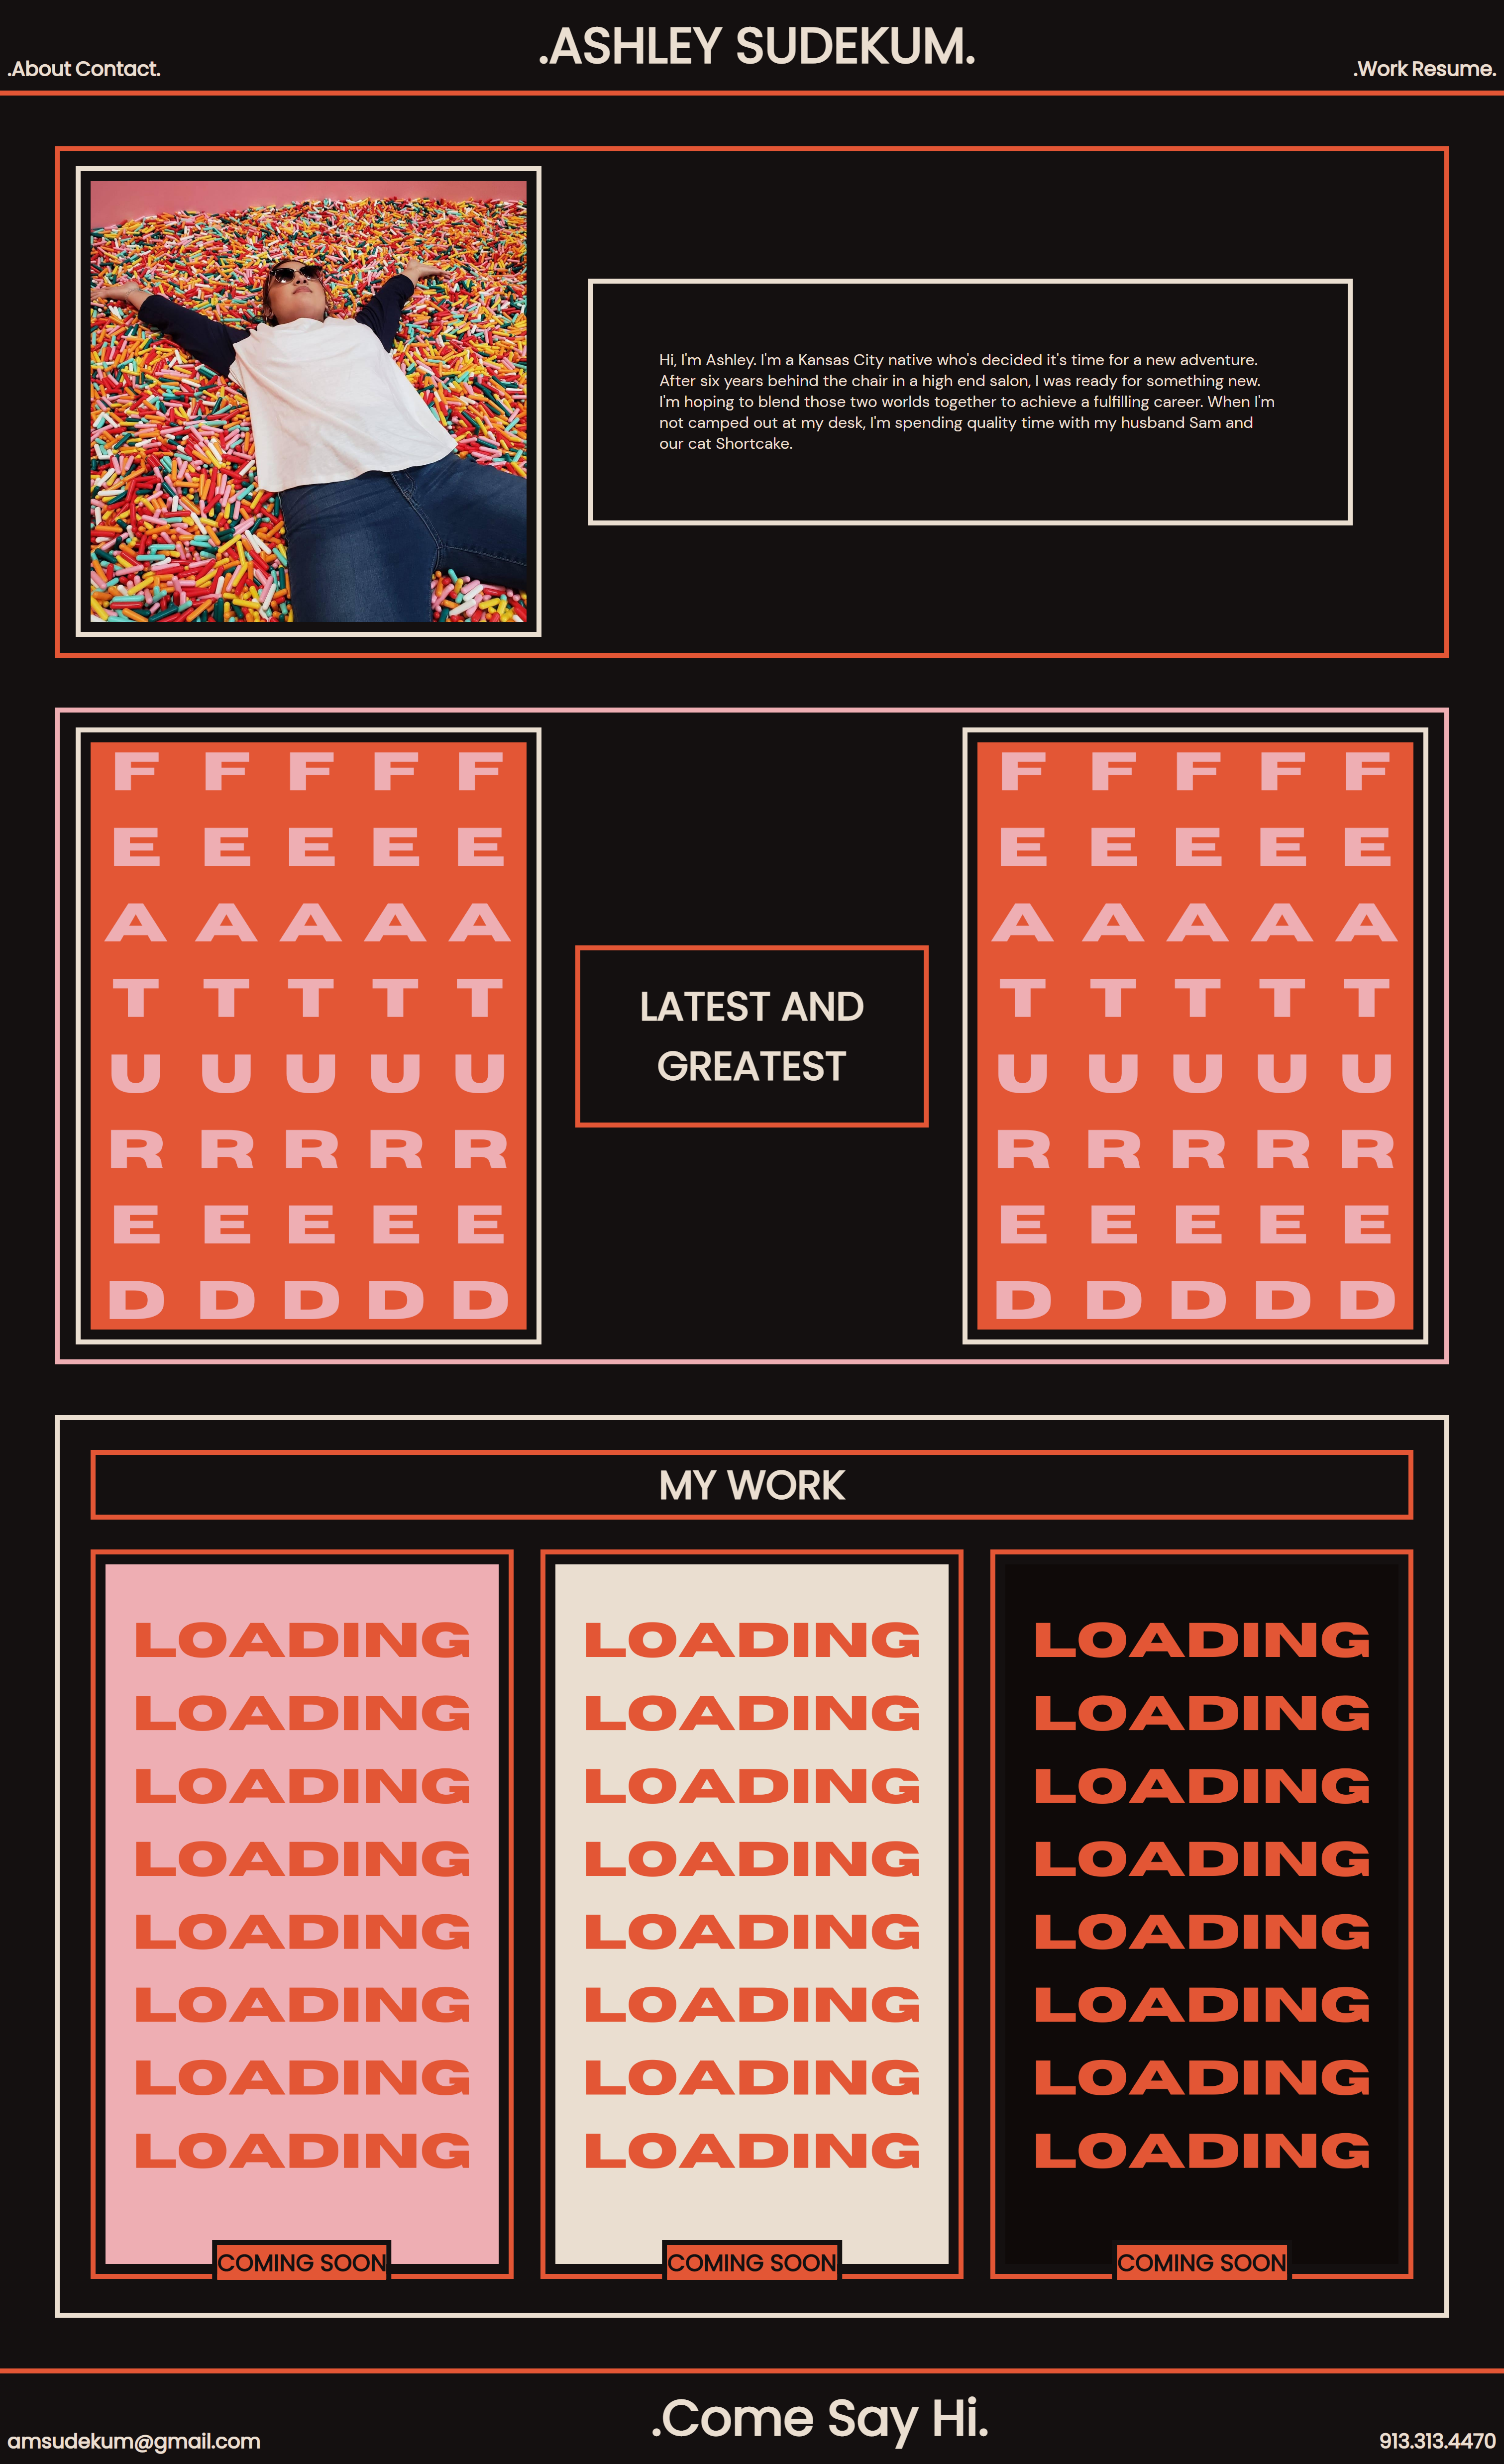 .ASHLEY SUDEKUM.
.About Contact.
.Work Resume.
Hi, I'm Ashley. I'm a Kansas City native who's decided it's time for a new adventure.
After six years behind the chair in a high end salon, I was ready for something new.
I'm hoping to blend those two worlds together to achieve a fulfilling career. When I'm
not camped out at my desk, I'm spending quality time with my husband Sam and
our cat Shortcake.
F F F F F
E E E E E
A A A A A
T T T T T
U U U U U
R R R R R
E E E E E
D D D D D
LATEST AND
GREATEST
F F F F F
E E E E E
A A A A A
T T T T T
U U U U U
R R R R R
E E E E E
D D D D D
MY WORK
LOADING
LOADING
LOADING
LOADING
LOADING
LOADING
LOADING
LOADING
COMING SOON
LOADING
LOADING
LOADING
LOADING
LOADING
LOADING
LOADING
LOADING
COMING SOON
LOADING
LOADING
LOADING
LOADING
LOADING
LOADING
LOADING
LOADING
COMING SOON
.Come Say Hi.
amsudekum@gmail.com
913.313.4470